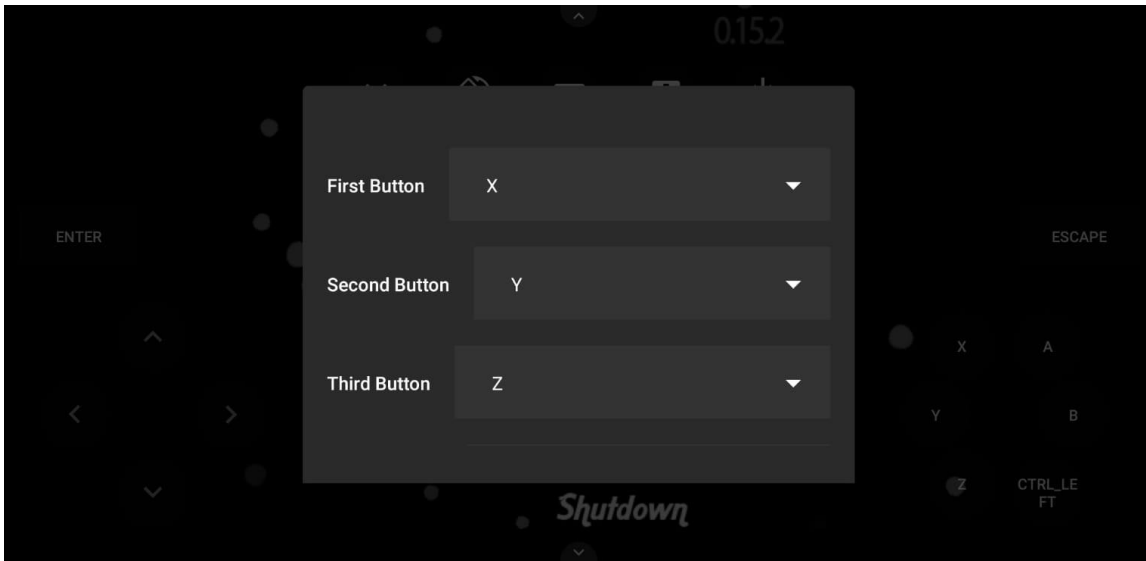 0.15.2
First Button X
ENTER
ESCAPE
Second Button Y
X A
Third Button Z
Y B
Z CTRL_LE
FT
Shutdown